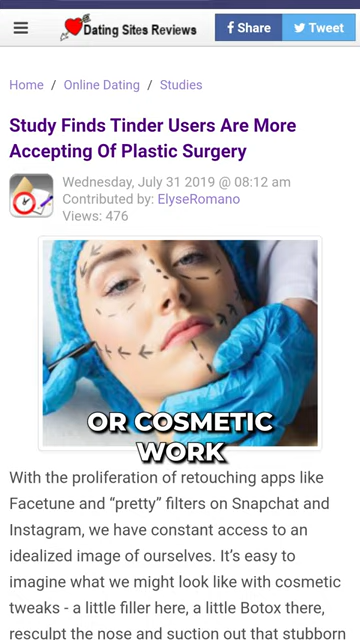 Dating Sites Reviews
f Share
Tweet
Home / Online Dating / Studies
Study Finds Tinder Users Are More
Accepting Of Plastic Surgery
Wednesday, July 31 2019 @ 08:12 am
Contributed by: ElyseRomano
Views: 476
OR COSMETIC
WORK
With the proliferation of retouching apps like
Facetune and “pretty” filters on Snapchat and
Instagram, we have constant access to an
idealized image of ourselves. It’s easy to
imagine what we might look like with cosmetic
tweaks - a little filler here, a little Botox there,
resculpt the nose and suction out that stubborn